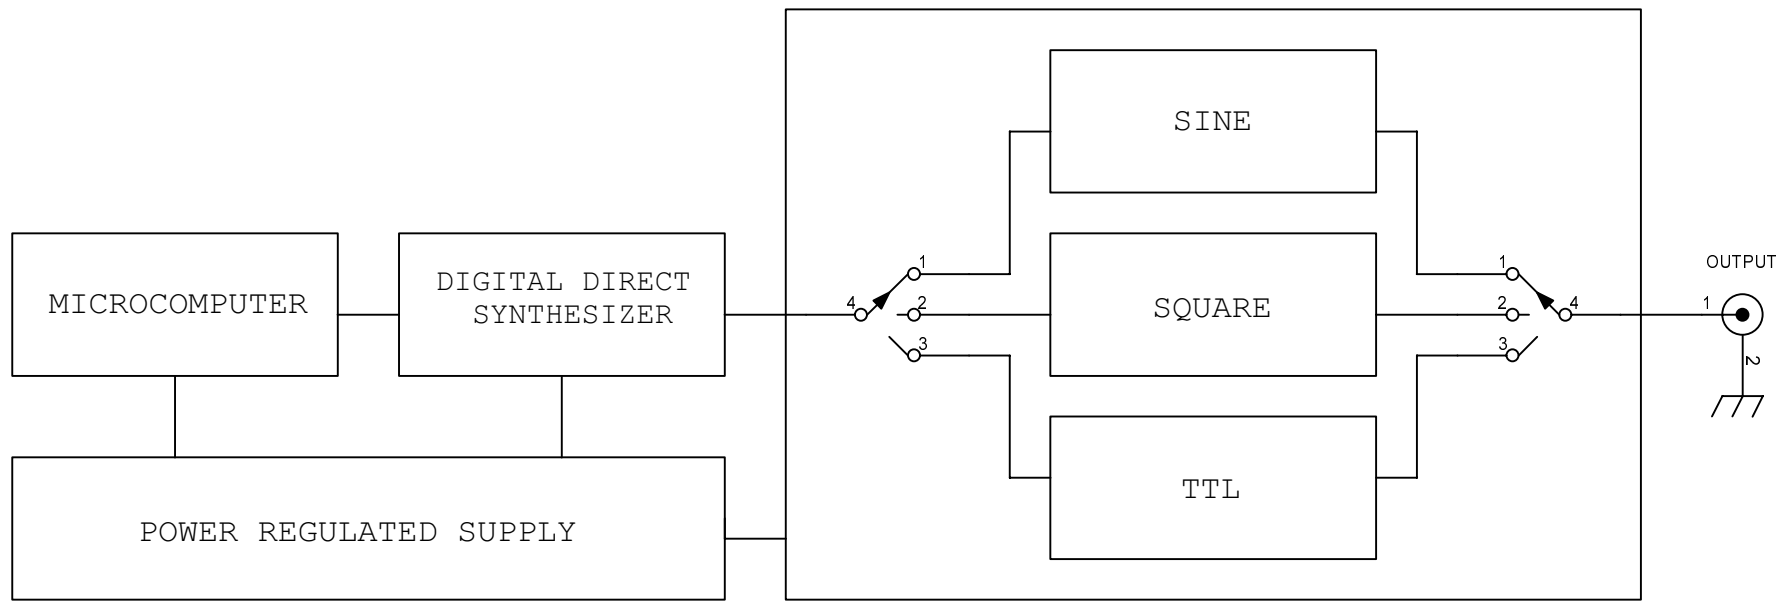 SINE
OUTPUT
DIGITAL DIRECT
SYNTHESIZER
MICROCOMPUTER
SQUARE
1
2
3
4
1
2
3
4
1
2
TTL
POWER REGULATED SUPPLY